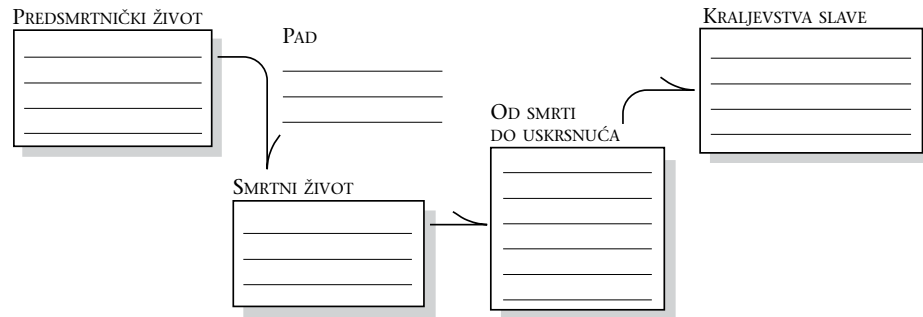 Predsmrtnički život
Pad
Smrtni život
Od smrti
do uskrsnuća
Kraljevstva slave